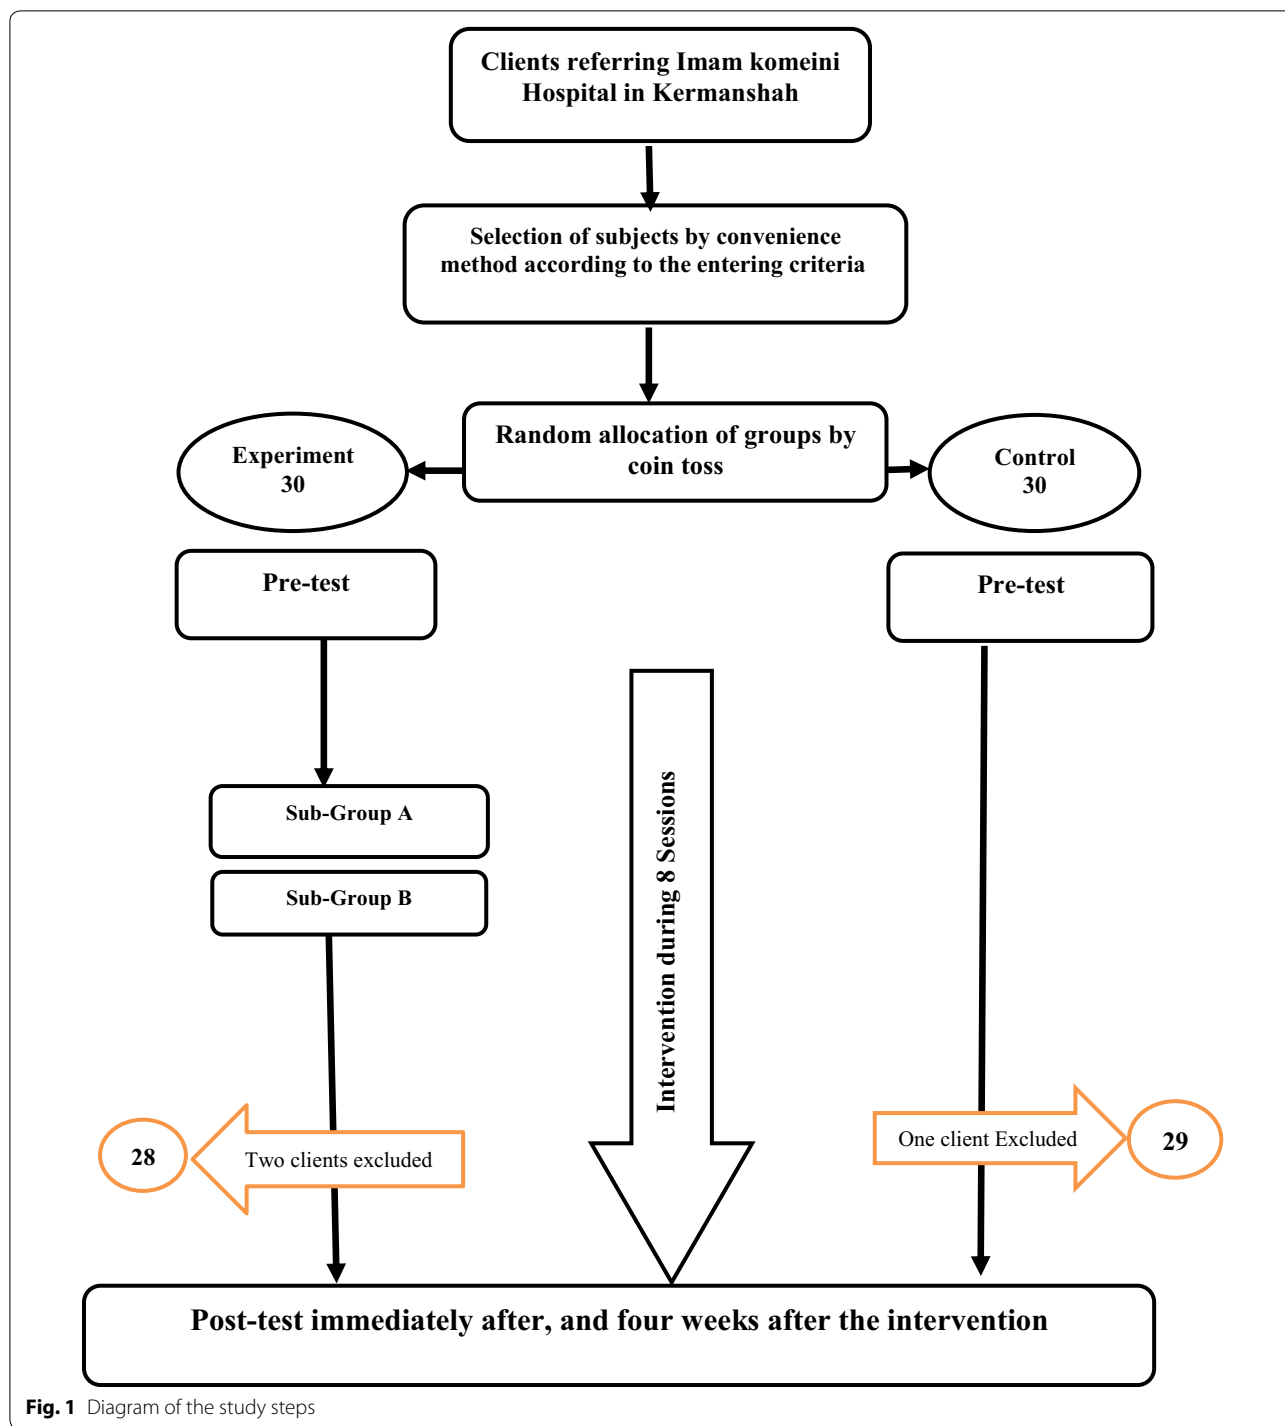 Clients referring Imam komeini
Hospital in Kermanshah
Selection of subjects by convenience
method according to the entering criteria
Random allocation of groups by
coin toss
Experiment
30
Control
30
Pre-test
Pre-test
Sub-Group A
Sub-Group B
Intervention during 8 Sessions
28
Two clients excluded
One client Excluded
29
Post-test immediately after, and four weeks after the intervention
Fig. 1 Diagram of the study steps